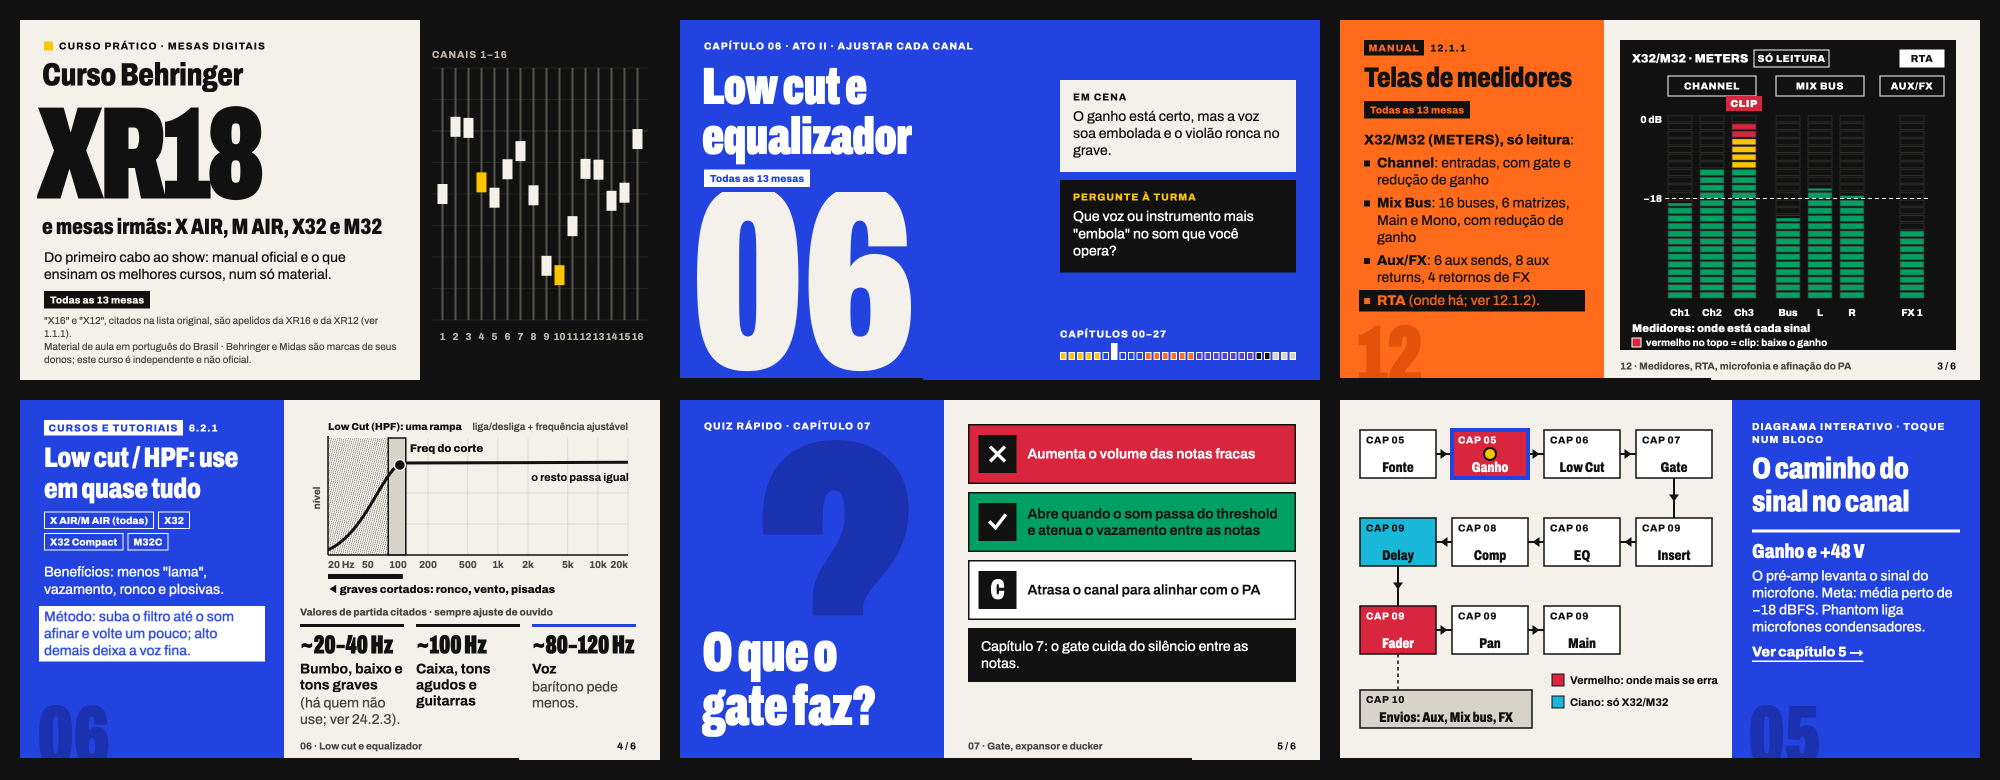 CURSO PRÁTICO · MESAS DIGITAIS
Curso Behringer
XR18
e mesas irmãs: X AIR, M AIR, X32 e M32
Do primeiro cabo ao show: manual oficial e o que
ensinam os melhores cursos, num só material.
Todas as 13 mesas
"X16" e "X12", citados na lista original, são apelidos da XR16 e da XR12 (ver
1.1.1).
Material de aula em português do Brasil · Behringer e Midas são marcas de seus
donos; este curso é independente e não oficial.
CANAIS 1–16
1 2 3 4 5 6 7 8 9 10 11 12 13 14 15 16
CAPÍTULO 06 · ATO II · AJUSTAR CADA CANAL
Low cut e
equalizador
Todas as 13 mesas
06
EM CENA
O ganho está certo, mas a voz
soa embolada e o violão ronca no
grave.
PERGUNTE À TURMA
Que voz ou instrumento mais
"embola" no som que você
opera?
CAPÍTULOS 00–27
MANUAL 12.1.1
Telas de medidores
Todas as 13 mesas
X32/M32 (METERS), só leitura:
Channel: entradas, com gate e
redução de ganho
Mix Bus: 16 buses, 6 matrizes,
Main e Mono, com redução de
ganho
Aux/FX: 6 aux sends, 8 aux
returns, 4 retornos de FX
RTA (onde há; ver 12.1.2).
12
X32/M32 · METERS SÓ LEITURA RTA
CHANNEL MIX BUS AUX/FX
CLIP
0 dB
–18
Ch1 Ch2 Ch3 Bus L R FX 1
Medidores: onde está cada sinal
vermelho no topo = clip: baixe o ganho
12 · Medidores, RTA, microfonia e afinação do PA 3 / 6
CURSOS E TUTORIAIS 6.2.1
Low cut / HPF: use
em quase tudo
X AIR/M AIR (todas) X32
X32 Compact M32C
Benefícios: menos "lama",
vazamento, ronco e plosivas.
Método: suba o filtro até o som
afinar e volte um pouco; alto
demais deixa a voz fina.
06
Low Cut (HPF): uma rampa liga/desliga + frequência ajustável
Freq do corte
o resto passa igual
nível
20 Hz 50 100 200 500 1k 2k 5k 10k 20k
graves cortados: ronco, vento, pisadas
Valores de partida citados · sempre ajuste de ouvido
~20–40 Hz
Bumbo, baixo e
tons graves
(há quem não
use; ver 24.2.3).
~100 Hz
Caixa, tons
agudos e
guitarras
~80–120 Hz
Voz
barítono pede
menos.
06 · Low cut e equalizador 4 / 6
QUIZ RÁPIDO · CAPÍTULO 07
?
O que o
gate faz?
Aumenta o volume das notas fracas
Abre quando o som passa do threshold
e atenua o vazamento entre as notas
C Atrasa o canal para alinhar com o PA
Capítulo 7: o gate cuida do silêncio entre as
notas.
07 · Gate, expansor e ducker 5 / 6
CAP 05 Fonte
CAP 05 Ganho
CAP 06 Low Cut
CAP 07 Gate
CAP 09 Delay
CAP 08 Comp
CAP 06 EQ
CAP 09 Insert
CAP 09 Fader
CAP 09 Pan
CAP 09 Main
CAP 10 Envios: Aux, Mix bus, FX
Vermelho: onde mais se erra
Ciano: só X32/M32
DIAGRAMA INTERATIVO · TOQUE
NUM BLOCO
O caminho do
sinal no canal
Ganho e +48 V
O pré-amp levanta o sinal do
microfone. Meta: média perto de
−18 dBFS. Phantom liga
microfones condensadores.
Ver capítulo 5 →
05